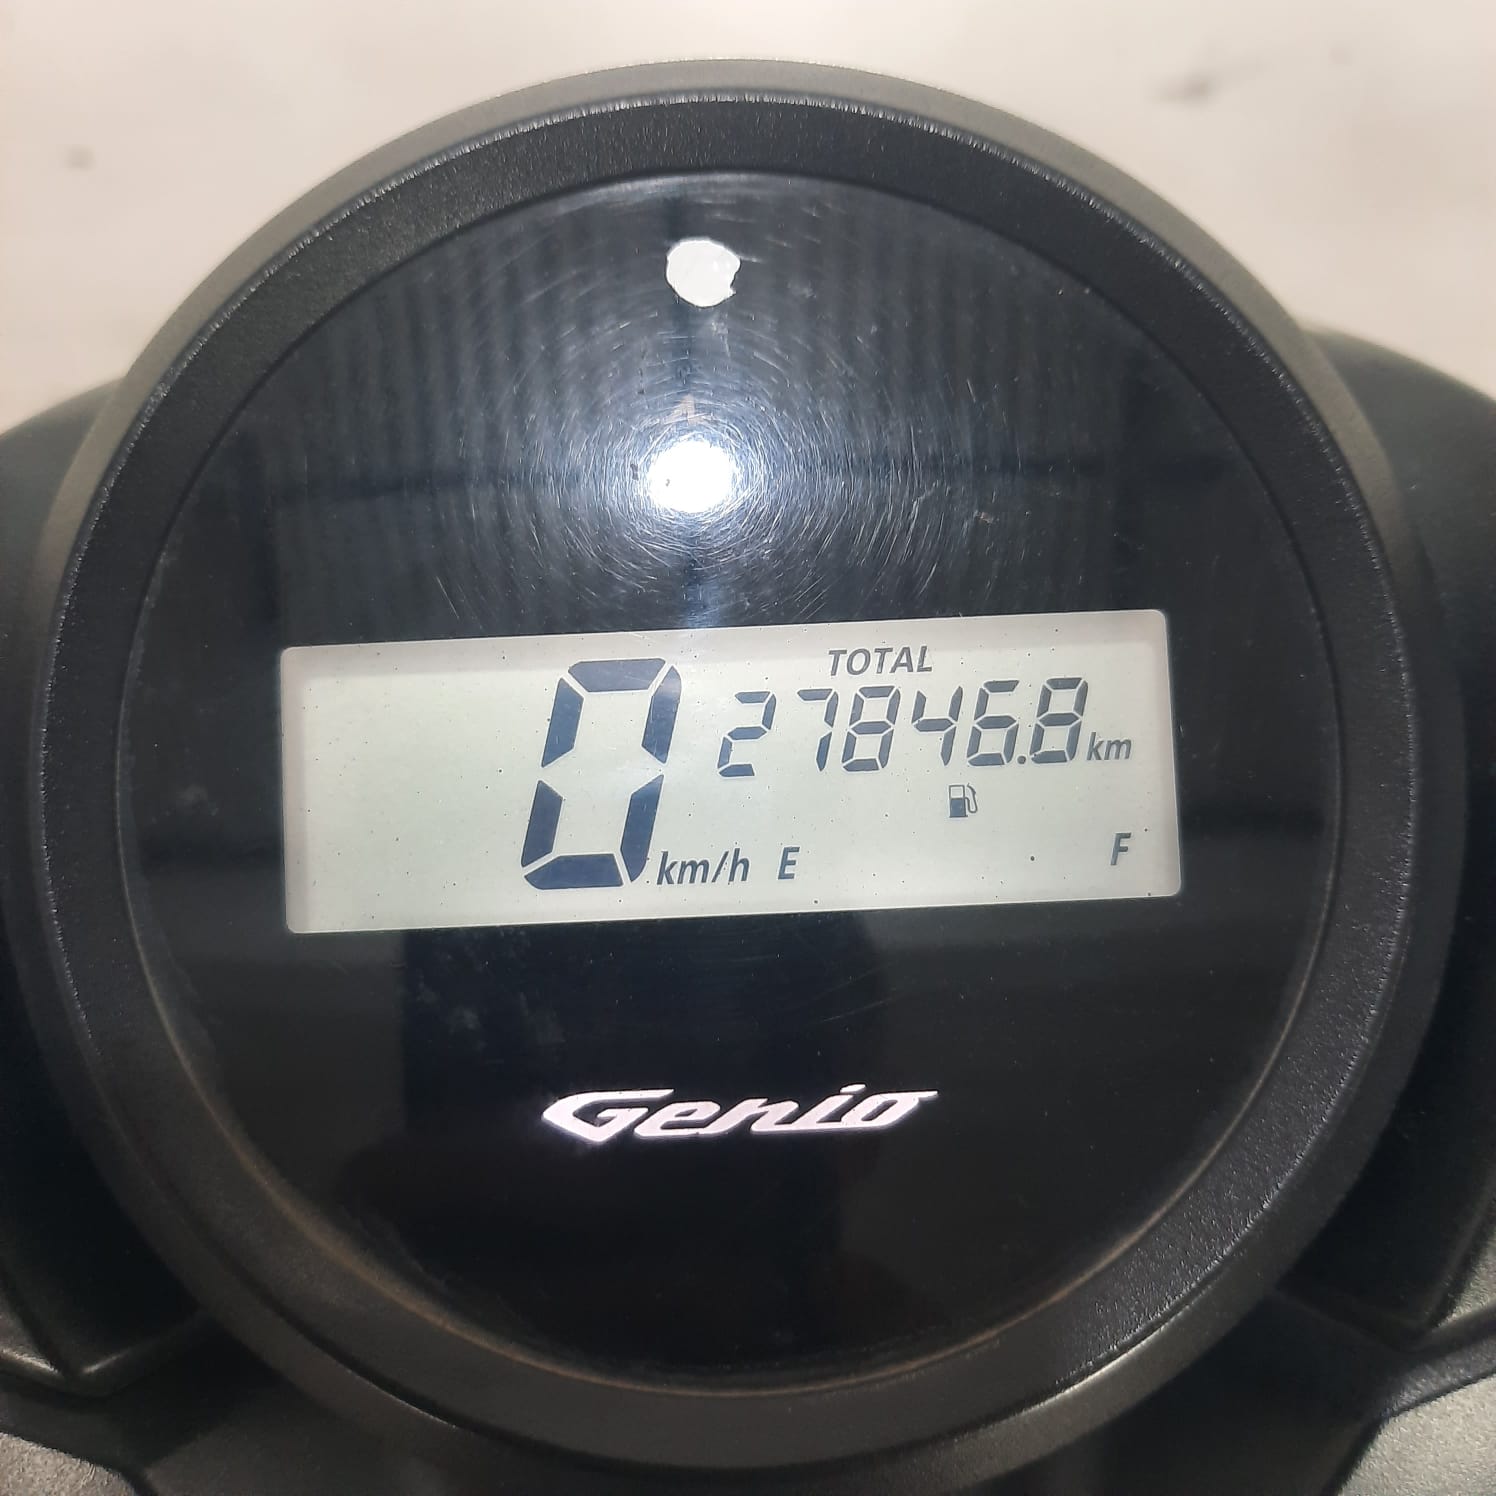 TOTAL
0 km/h 27846.8 km
E F
Genio